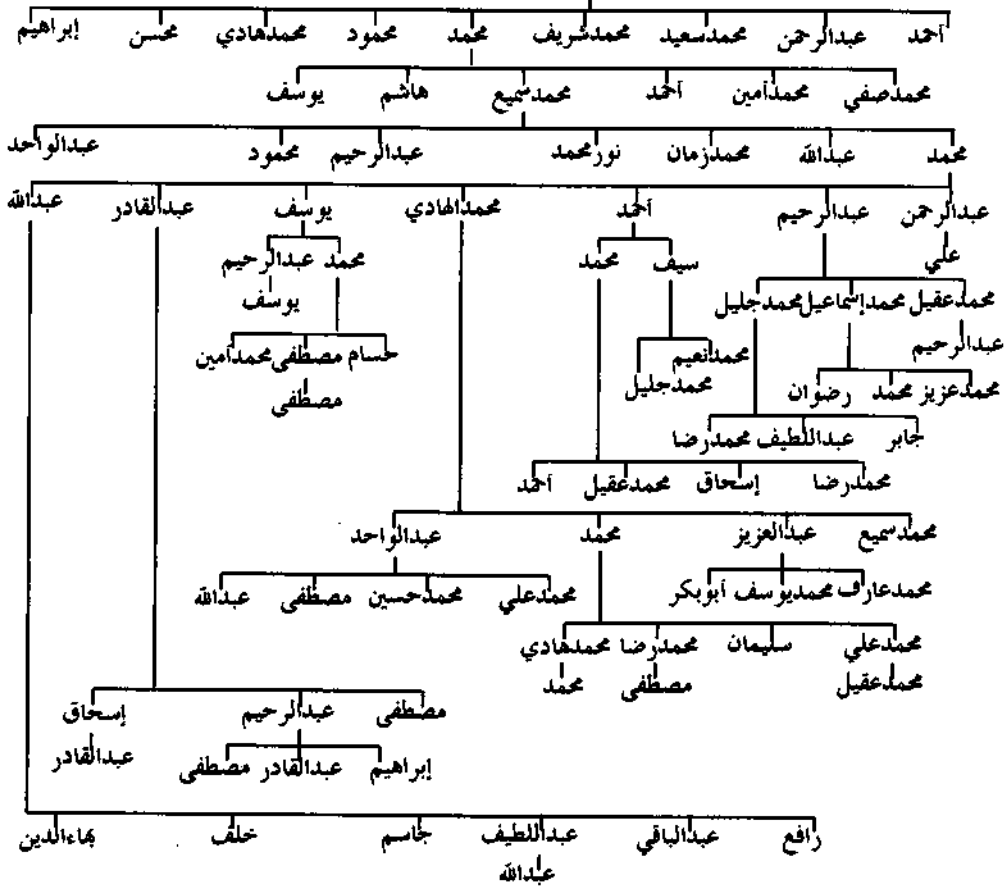 أحمد عبدالرحمن محمدسعيد محمدشريف محمد محمود محمدهادي محسن إبراهيم
محمدصفي محمدأمين أحمد محمدسميع هاشم يوسف
محمد عبدالله محمدزمان نورمحمد عبدالرحيم محمود عبدالواحد
عبدالرحمن عبدالرحيم أحمد محمدالهادي يوسف عبدالقادر عبدالله
علي سيف محمد محمد عبدالرحيم
محمدعقيل محمدإسماعيل محمدجليل يوسف
عبدالرحيم محمدنعيم حسام مصطفى محمدأمين
محمدعزيز محمد رضوان محمدجليل مصطفى
جابر عبداللطيف محمدرضا
محمدرضا إسحاق محمدعقيل أحمد
محمدسميع عبدالعزيز محمد عبدالواحد
محمدعارف محمديوسف أبوبكر محمدعلي محمدحسين مصطفى عبدالله
محمدعلي سليمان محمدرضا محمدهادي
محمدعقيل مصطفى محمد
مصطفى عبدالرحيم إسحاق
إبراهيم عبدالقادر مصطفى عبدالقادر
رافع عبدالباقي عبداللطيف جاسم خلف بهاءالدين
عبدالله